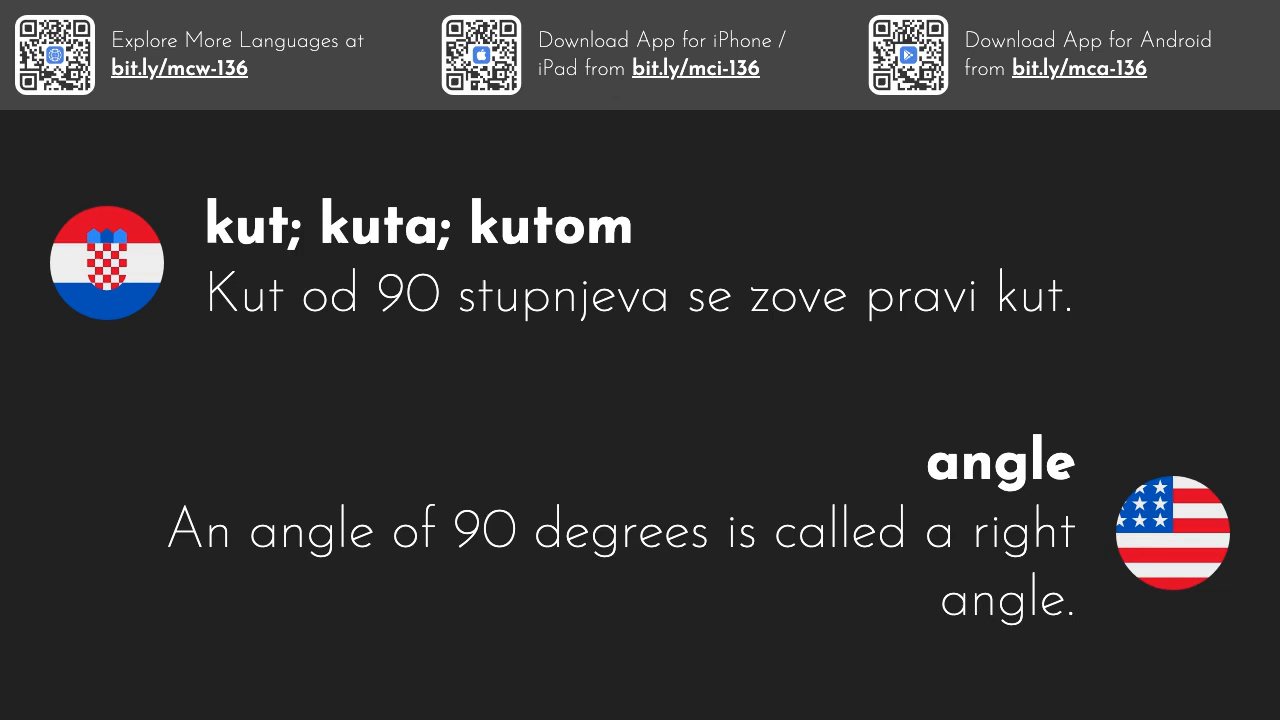 Explore More Languages at
bit.ly/mcw-136
Download App for iPhone /
iPad from bit.ly/mci-136
Download App for Android
from bit.ly/mca-136
kut; kuta; kutom
Kut od 90 stupnjeva se zove pravi kut.
angle
An angle of 90 degrees is called a right
angle.